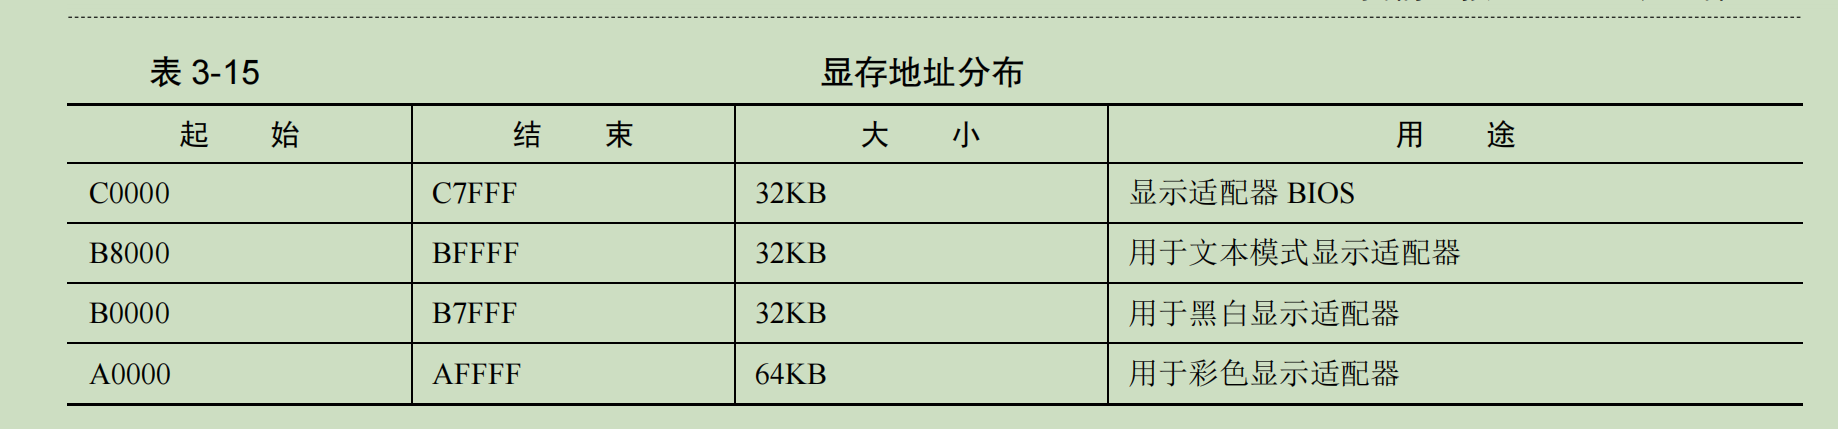 表 3-15 显存地址分布
起 始 结 束 大 小 用 途
C0000 C7FFF 32KB 显示适配器 BIOS
B8000 BFFFF 32KB 用于文本模式显示适配器
B0000 B7FFF 32KB 用于黑白显示适配器
A0000 AFFFF 64KB 用于彩色显示适配器